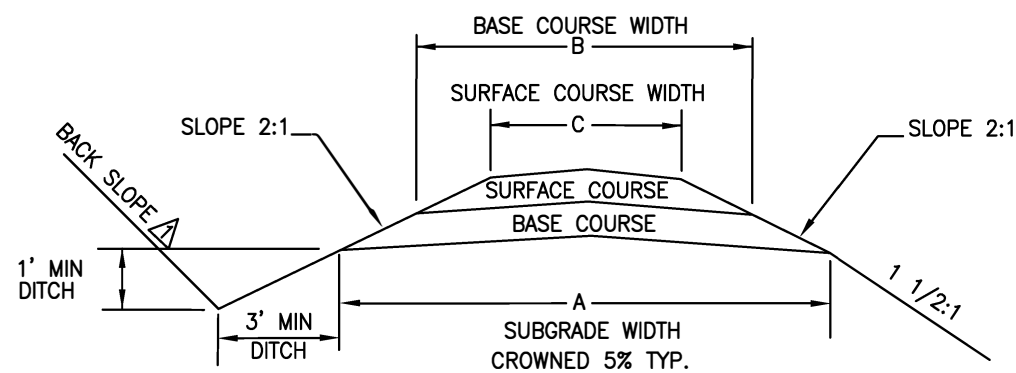 BASE COURSE WIDTH
B
SURFACE COURSE WIDTH
C
SLOPE 2:1
SLOPE 2:1
BACK SLOPE 1
SURFACE COURSE
BASE COURSE
1' MIN
DITCH
3' MIN
DITCH
A
SUBGRADE WIDTH
CROWNED 5% TYP.
1 1/2:1